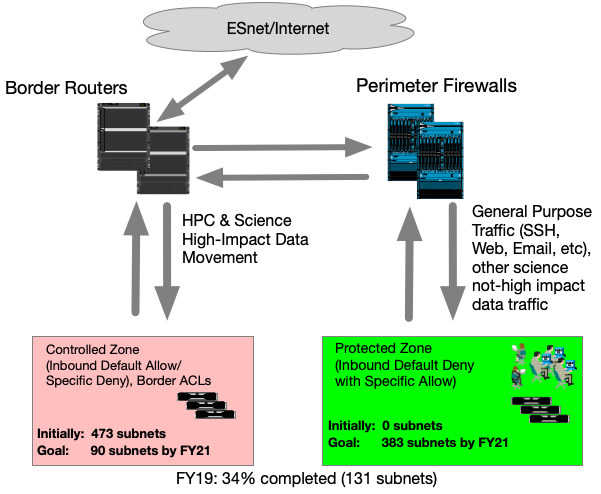 ESnet/Internet
Border Routers
Perimeter Firewalls
HPC & Science
High-Impact Data
Movement
General Purpose
Traffic (SSH,
Web, Email, etc),
other science
not-high impact
data traffic
Controlled Zone
(Inbound Default Allow/
Specific Deny), Border ACLs
Initially: 473 subnets
Goal: 90 subnets by FY21
Protected Zone
(Inbound Default Deny
with Specific Allow)
Initially: 0 subnets
Goal: 383 subnets by FY21
FY19: 34% completed (131 subnets)